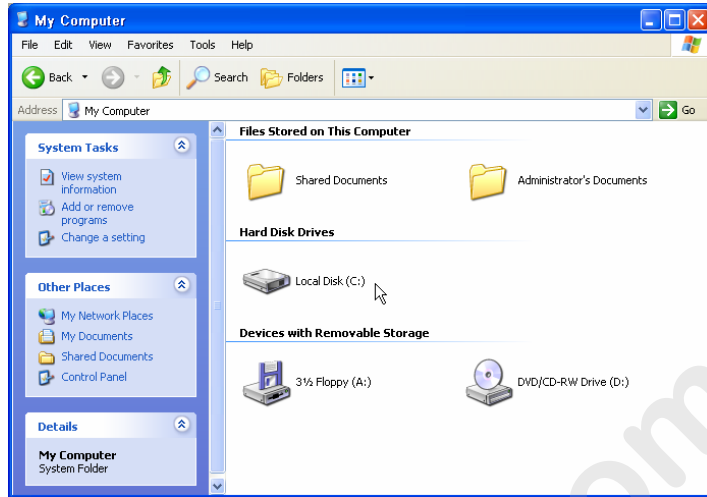 My Computer
File Edit View Favorites Tools Help
Back Search Folders
Address My Computer Go
System Tasks
View system
information
Add or remove
programs
Change a setting
Other Places
My Network Places
My Documents
Shared Documents
Control Panel
Details
My Computer
System Folder
Files Stored on This Computer
Shared Documents
Administrator's Documents
Hard Disk Drives
Local Disk (C:)
Devices with Removable Storage
3½ Floppy (A:)
DVD/CD-RW Drive (D:)